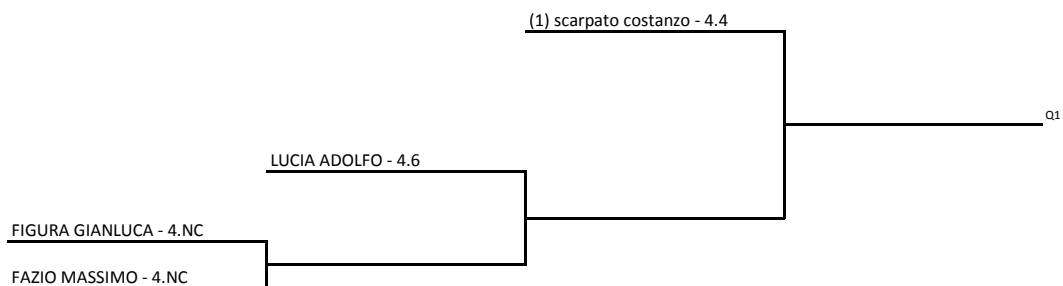 (1) scarpato costanzo - 4.4
Q1
LUCIA ADOLFO - 4.6
FIGURA GIANLUCA - 4.NC
FAZIO MASSIMO - 4.NC